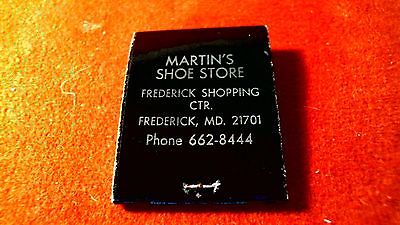 MARTIN'S
SHOE STORE
FREDERICK SHOPPING
CTR.
FREDERICK, MD. 21701
Phone 662-8444